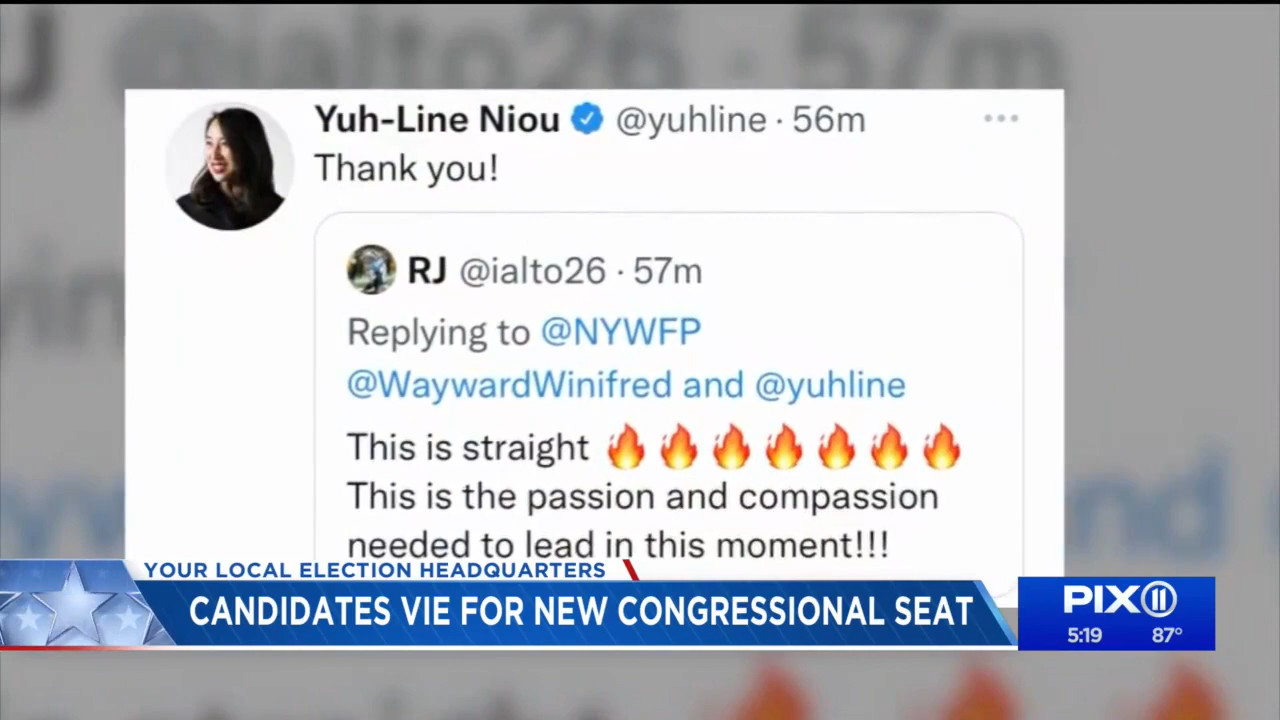 Yuh-Line Niou @yuhline · 56m
Thank you!
RJ @ialto26 · 57m
Replying to @NYWFP
@WaywardWinifred and @yuhline
This is straight 🔥🔥🔥🔥🔥🔥🔥
This is the passion and compassion
needed to lead in this moment!!!
YOUR LOCAL ELECTION HEADQUARTERS
CANDIDATES VIE FOR NEW CONGRESSIONAL SEAT
PIX11
5:19 87°